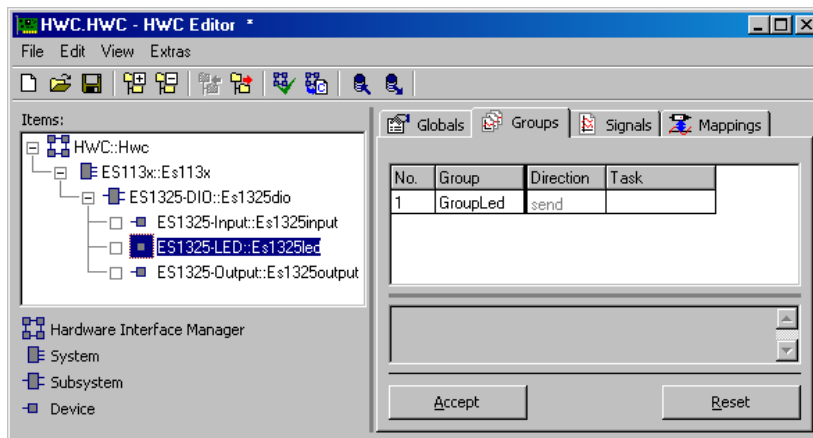 HWC.HWC - HWC Editor *
File Edit View Extras
Items:
HWC::Hwc
ES113x::Es113x
ES1325-DIO::Es1325dio
ES1325-Input::Es1325input
ES1325-LED::Es1325led
ES1325-Output::Es1325output
Hardware Interface Manager
System
Subsystem
Device
Globals Groups Signals Mappings
No. Group Direction Task
1 GroupLed send
Accept Reset